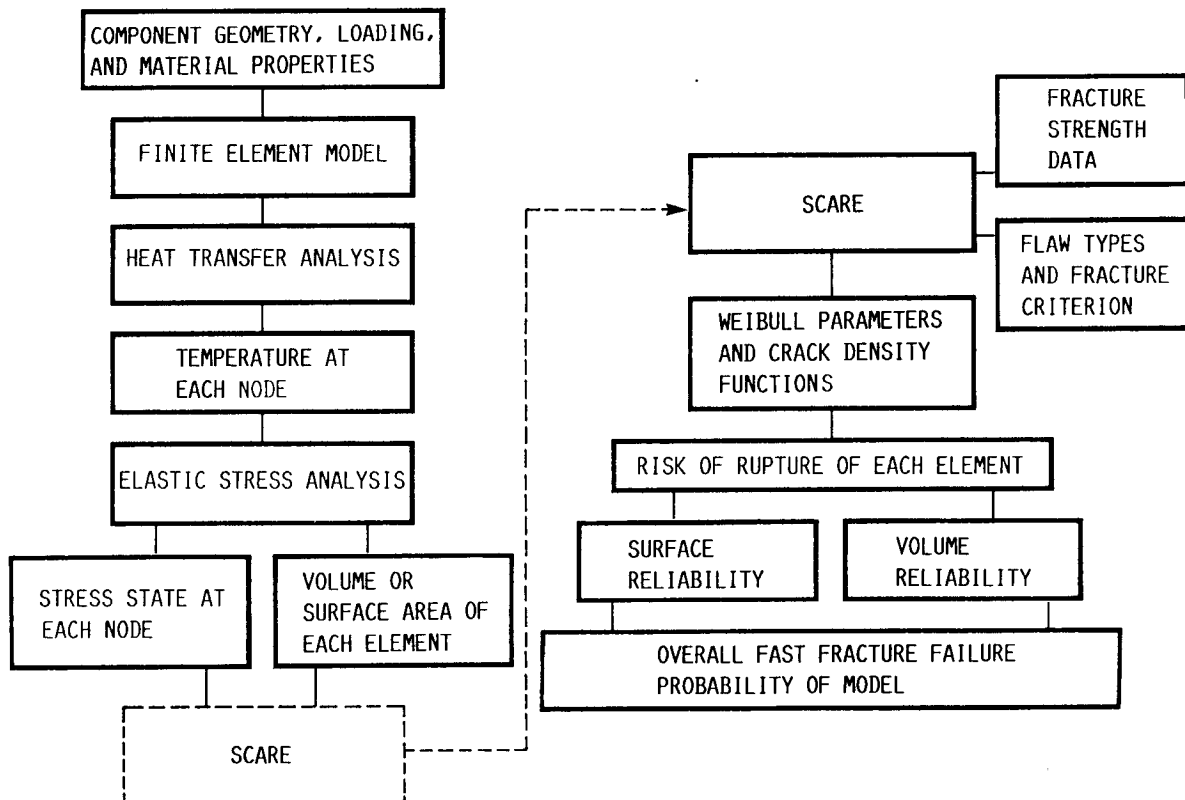 COMPONENT GEOMETRY, LOADING,
AND MATERIAL PROPERTIES
FINITE ELEMENT MODEL
HEAT TRANSFER ANALYSIS
TEMPERATURE AT
EACH NODE
ELASTIC STRESS ANALYSIS
STRESS STATE AT
EACH NODE
VOLUME OR
SURFACE AREA OF
EACH ELEMENT
SCARE
SCARE
FRACTURE
STRENGTH
DATA
FLAW TYPES
AND FRACTURE
CRITERION
WEIBULL PARAMETERS
AND CRACK DENSITY
FUNCTIONS
RISK OF RUPTURE OF EACH ELEMENT
SURFACE
RELIABILITY
VOLUME
RELIABILITY
OVERALL FAST FRACTURE FAILURE
PROBABILITY OF MODEL